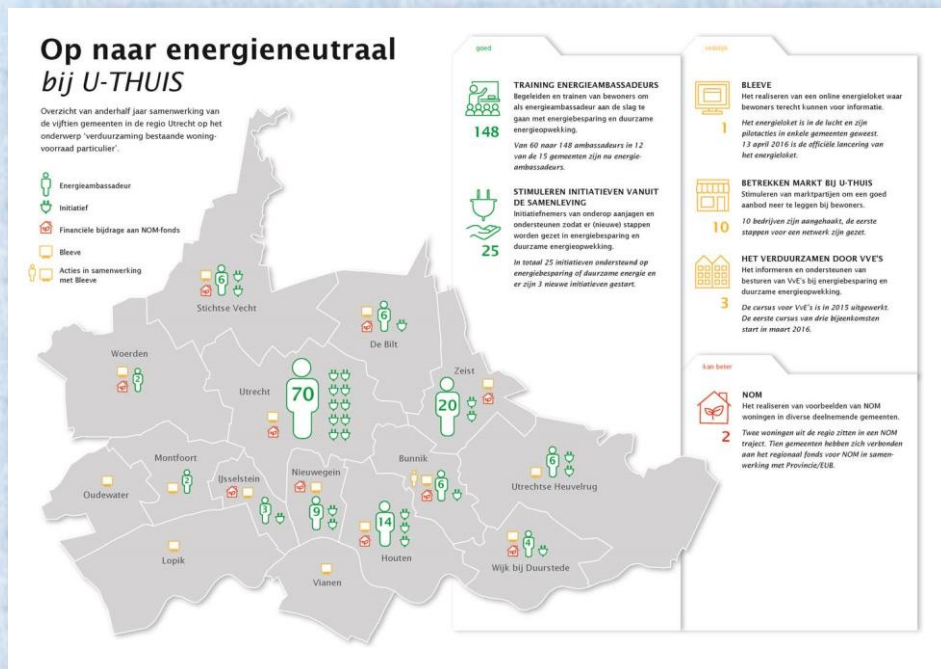 Op naar energieneutraal
bij U-THUIS
Overzicht van anderhalf jaar samenwerking van
de vijftien gemeenten in de regio Utrecht op het
onderwerp 'verduurzaming bestaande woning-
voorraad particulier'.
Energieambassadeur
Initiatief
Financiële bijdrage aan NOM-fonds
Bleeve
Acties in samenwerking
met Bleeve
6
Stichtse Vecht
6
De Bilt
Woerden
2
Utrecht
70
Zeist
20
Montfoort
2
Oudewater
IJsselstein
3
Nieuwegein
9
Bunnik
6
6
Utrechtse Heuvelrug
14
Houten
4
Wijk bij Duurstede
Lopik
Vianen
goed
TRAINING ENERGIEAMBASSADEURS
Begeleiden en trainen van bewoners om
als energieambassadeur aan de slag te
gaan met energiebesparing en duurzame
energieopwekking.
148
Van 60 naar 148 ambassadeurs in 12
van de 15 gemeenten zijn nu energie-
ambassadeurs.
STIMULEREN INITIATIEVEN VANUIT
DE SAMENLEVING
Initiatiefnemers van onderop aanjagen en
ondersteunen zodat er (nieuwe) stappen
worden gezet in energiebesparing en
duurzame energieopwekking.
25
In totaal 25 initiatieven ondersteund op
energiebesparing of duurzame energie en
er zijn 3 nieuwe initiatieven gestart.
redelijk
BLEEVE
Het realiseren van een online energieloket waar
bewoners terecht kunnen voor informatie.
1
Het energieloket is in de lucht en zijn
pilotacties in enkele gemeenten geweest.
13 april 2016 is de officiële lancering van
het energieloket.
BETREKKEN MARKT BIJ U-THUIS
Stimuleren van marktpartijen om een goed
aanbod neer te leggen bij bewoners.
10
10 bedrijven zijn aangehaakt, de eerste
stappen voor een netwerk zijn gezet.
HET VERDUURZAMEN DOOR VVE'S
Het informeren en ondersteunen van
besturen van VvE's bij energiebesparing en
duurzame energieopwekking.
3
De cursus voor VvE's is in 2015 uitgewerkt.
De eerste cursus van drie bijeenkomsten
start in maart 2016.
kan beter
NOM
Het realiseren van voorbeelden van NOM
woningen in diverse deelnemende gemeenten.
2
Twee woningen uit de regio zitten in een NOM
traject. Tien gemeenten hebben zich verbonden
aan het regionaal fonds voor NOM in samen-
werking met Provincie/EUB.